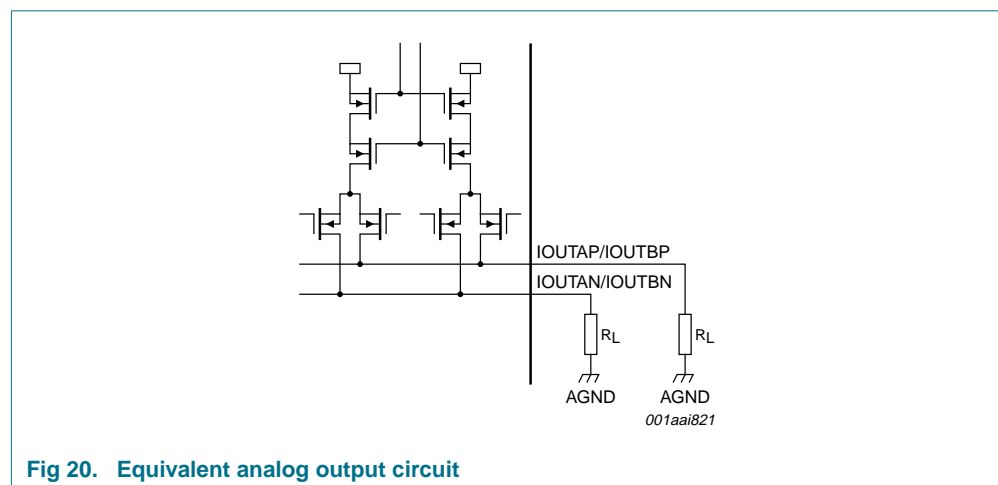 IOUTAP/IOUTBP
IOUTAN/IOUTBN
RL RL
AGND AGND
001aai821
Fig 20. Equivalent analog output circuit